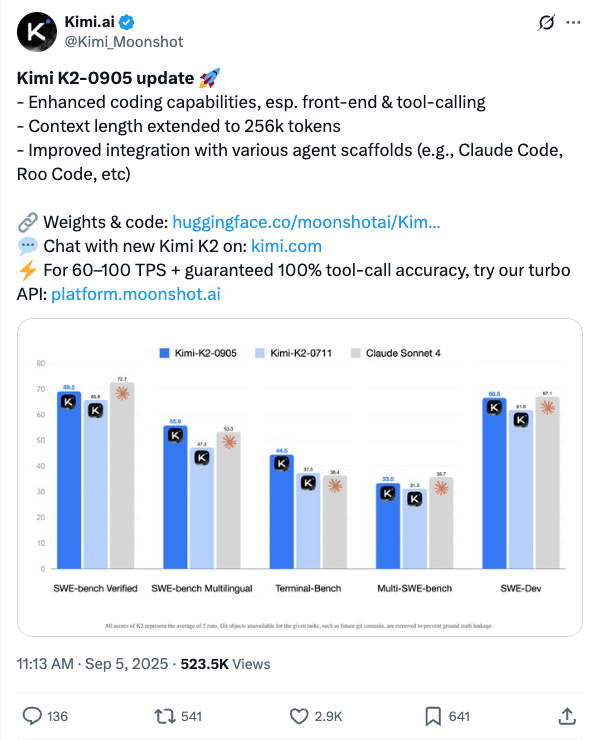 Kimi.ai
@Kimi_Moonshot
Kimi K2-0905 update 🚀
- Enhanced coding capabilities, esp. front-end & tool-calling
- Context length extended to 256k tokens
- Improved integration with various agent scaffolds (e.g., Claude Code,
Roo Code, etc)
🔗 Weights & code: huggingface.co/moonshotai/Kim...
💬 Chat with new Kimi K2 on: kimi.com
⚡ For 60–100 TPS + guaranteed 100% tool-call accuracy, try our turbo
API: platform.moonshot.ai
Kimi-K2-0905 Kimi-K2-0711 Claude Sonnet 4
80
70
60
50
40
30
20
10
0
69.2 65.8 72.7
55.9 47.3 53.3
44.5 37.5 36.4
33.5 31.3 35.7
66.6 61.9 67.1
SWE-bench Verified SWE-bench Multilingual Terminal-Bench Multi-SWE-bench SWE-Dev
All scores of K2 represent the average of 5 runs. Git objects unavailable for the given tasks, such as future git commits, are removed to prevent ground truth leakage.
11:13 AM · Sep 5, 2025 · 523.5K Views
136 541 2.9K 641